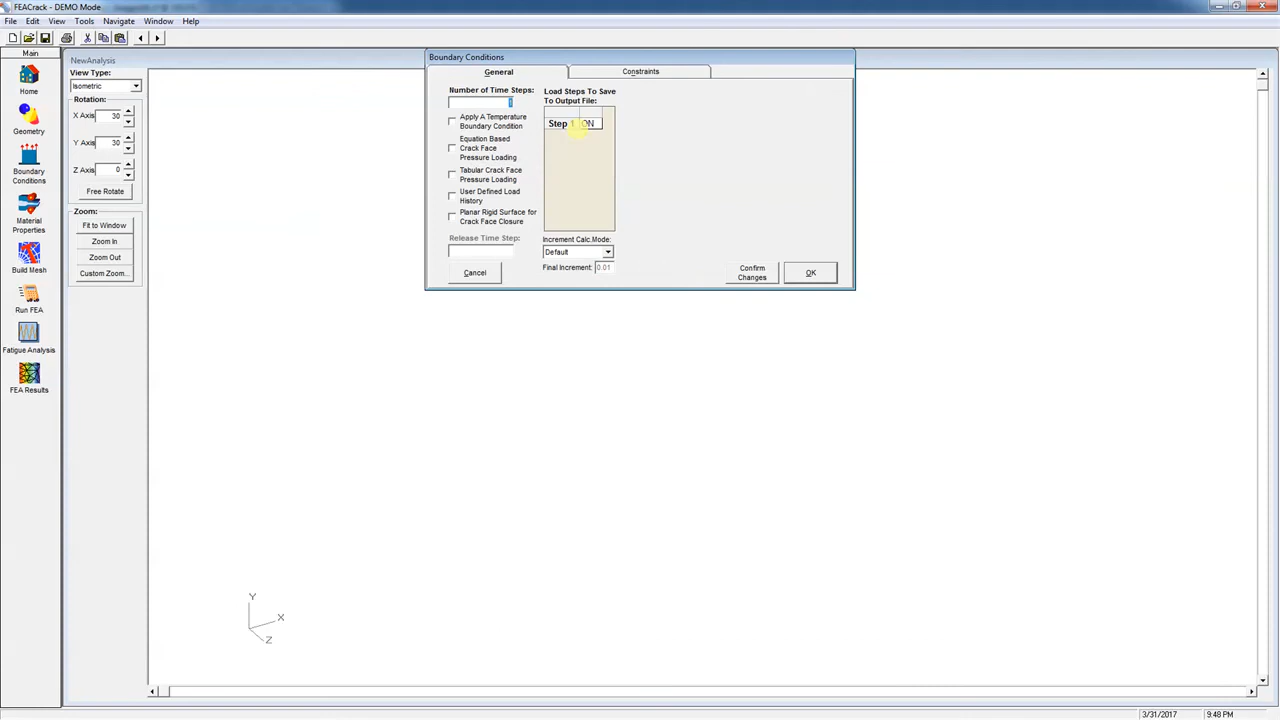 FEACrack - DEMO Mode
File Edit View Tools Navigate Window Help
Main
Home
Geometry
Boundary
Conditions
Material
Properties
Build Mesh
Run FEA
Fatigue Analysis
FEA Results
NewAnalysis
View Type:
Isometric
Rotation:
X Axis 30
Y Axis 30
Z Axis 0
Free Rotate
Zoom:
Fit to Window
Zoom In
Zoom Out
Custom Zoom...
Boundary Conditions
General Constraints
Number of Time Steps:
1
Apply A Temperature
Boundary Condition
Equation Based
Crack Face
Pressure Loading
Tabular Crack Face
Pressure Loading
User Defined Load
History
Planar Rigid Surface for
Crack Face Closure
Release Time Step:
Cancel
Load Steps To Save
To Output File:
Step 1 ON
Increment Calc.Mode:
Default
Final Increment: 0.01
Confirm
Changes
OK
Y
X
Z
3/31/2017 9:48 PM